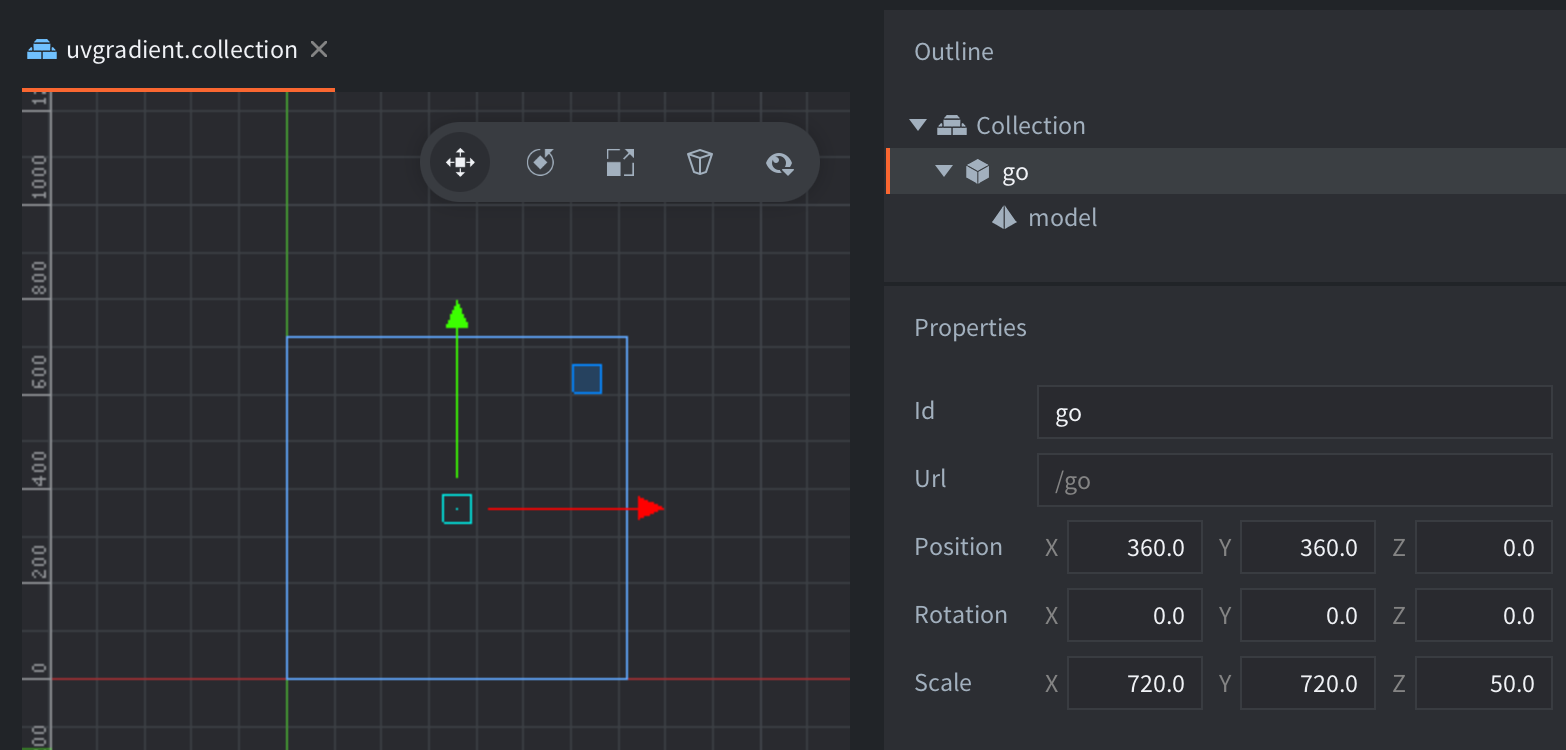 uvgradient.collection
1000
800
600
400
200
0
Outline
Collection
go
model
Properties
Id go
Url /go
Position X 360.0 Y 360.0 Z 0.0
Rotation X 0.0 Y 0.0 Z 0.0
Scale X 720.0 Y 720.0 Z 50.0